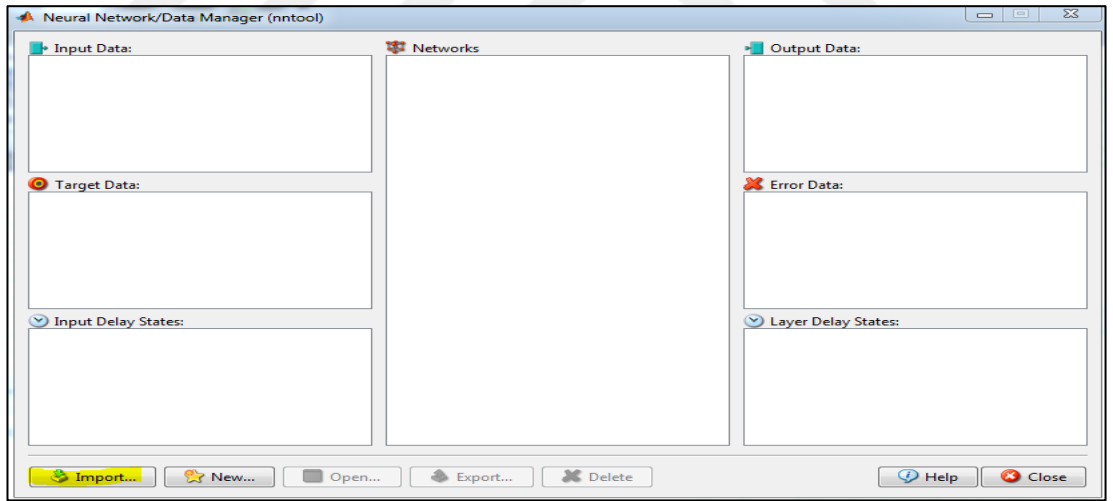 Neural Network/Data Manager (nntool)
Input Data:
Networks
Output Data:
Target Data:
Error Data:
Input Delay States:
Layer Delay States:
Import...
New...
Open...
Export...
Delete
Help
Close